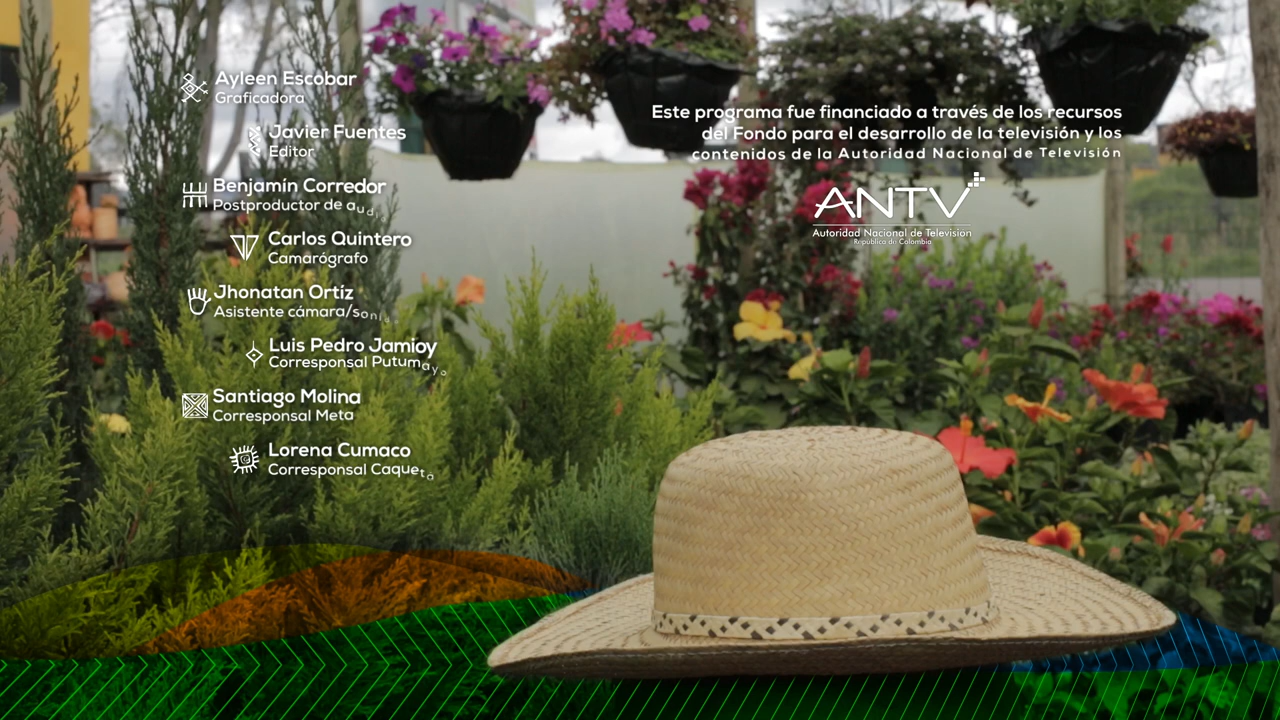 Ayleen Escobar
Graficadora
Javier Fuentes
Editor
Benjamín Corredor
Postproductor de audio
Carlos Quintero
Camarógrafo
Jhonatan Ortíz
Asistente cámara/sonido
Luis Pedro Jamioy
Corresponsal Putumayo
Santiago Molina
Corresponsal Meta
Lorena Cumaco
Corresponsal Caqueta
Este programa fue financiado a través de los recursos
del Fondo para el desarrollo de la televisión y los
contenidos de la Autoridad Nacional de Televisión
ANTV
Autoridad Nacional de Televisión
República de Colombia